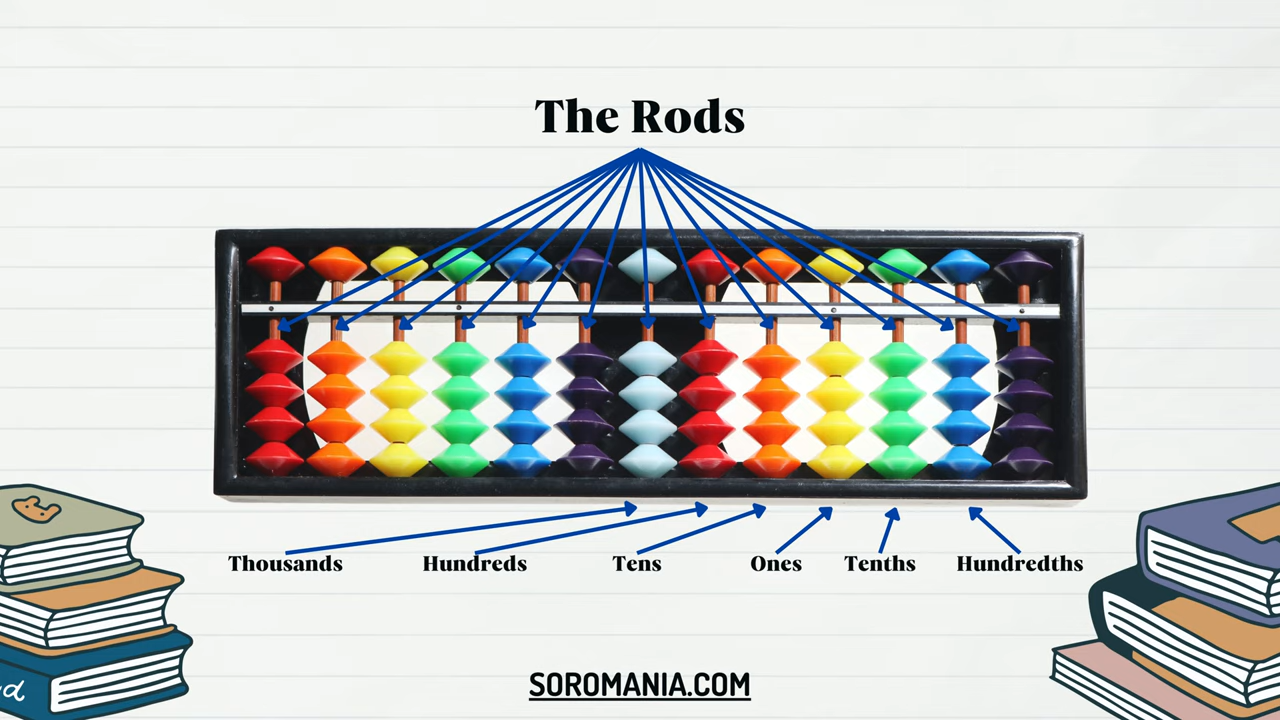 The Rods
Thousands Hundreds Tens Ones Tenths Hundredths
SOROMANIA.COM